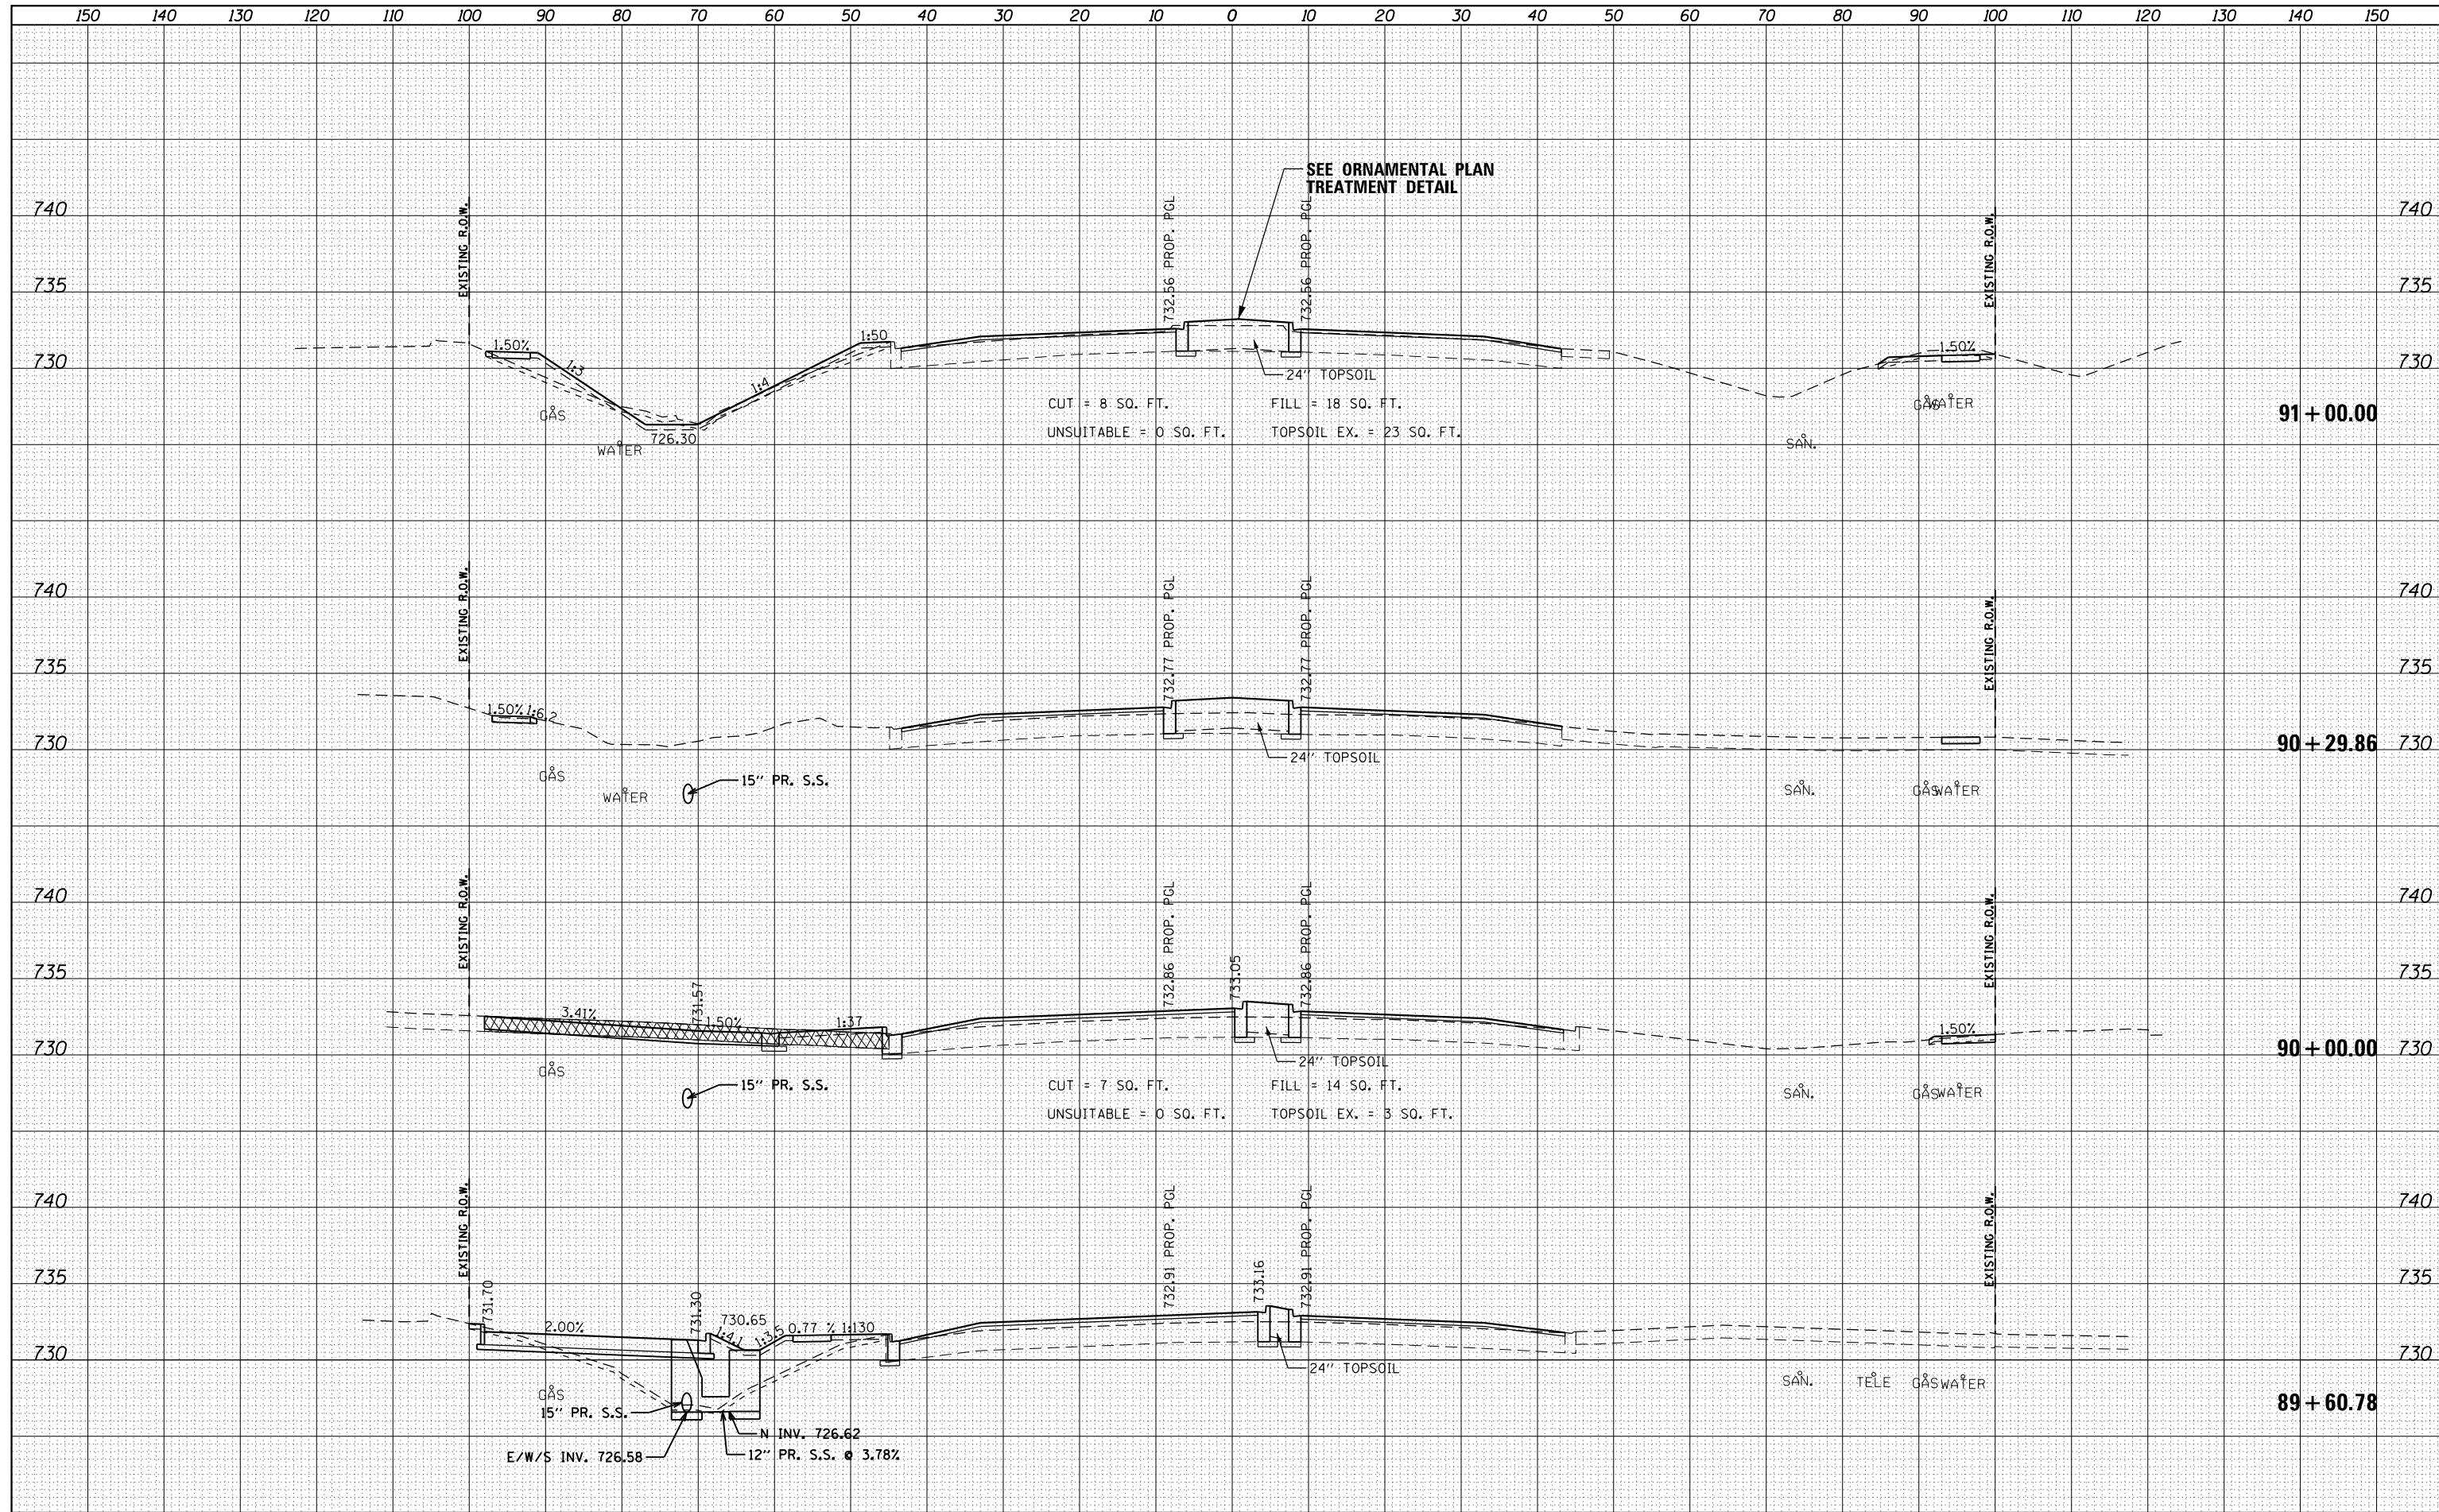 150 140 130 120 110 100 90 80 70 60 50 40 30 20 10 0 10 20 30 40 50 60 70 80 90 100 110 120 130 140 150
SEE ORNAMENTAL PLAN
TREATMENT DETAIL
740 EXISTING R.O.W. 732.56 PROP. PGL 732.56 PROP. PGL EXISTING R.O.W. 740
735 735
1.50% 1:3 1:4 1:50 1.50%
730 24" TOPSOIL 730
GAS CUT = 8 SQ. FT. FILL = 18 SQ. FT. GAS WATER
91+00.00
WATER 726.30 UNSUITABLE = 0 SQ. FT. TOPSOIL EX. = 23 SQ. FT. SAN.
740 EXISTING R.O.W. 732.77 PROP. PGL 732.77 PROP. PGL EXISTING R.O.W. 740
735 735
1.50% 1:6.2
730 90+29.86 730
24" TOPSOIL
GAS 15" PR. S.S.
WATER SAN. GAS WATER
740 EXISTING R.O.W. 732.86 PROP. PGL 733.05 732.86 PROP. PGL EXISTING R.O.W. 740
735 735
3.41% 731.57 1.50% 1:37 1.50%
730 90+00.00 730
24" TOPSOIL
GAS 15" PR. S.S. CUT = 7 SQ. FT. FILL = 14 SQ. FT. SAN. GAS WATER
UNSUITABLE = 0 SQ. FT. TOPSOIL EX. = 3 SQ. FT.
740 EXISTING R.O.W. 732.91 PROP. PGL 733.16 732.91 PROP. PGL EXISTING R.O.W. 740
735 735
731.70 2.00% 731.30 730.65 1:4.1 1:3.5 0.77 % 1:130
730 730
24" TOPSOIL
GAS SAN. TELE GAS WATER
15" PR. S.S. 89+60.78
N INV. 726.62
E/W/S INV. 726.58 12" PR. S.S. @ 3.78%